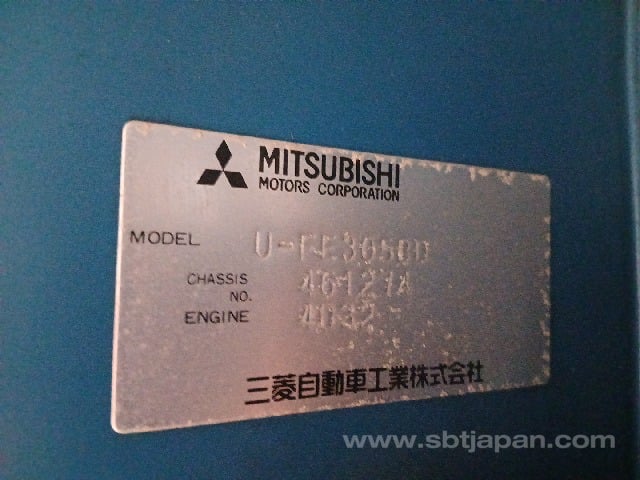 MITSUBISHI
MOTORS CORPORATION
MODEL
CHASSIS
NO.
ENGINE 4D32
三菱自動車工業株式会社
www.sbtjapan.com